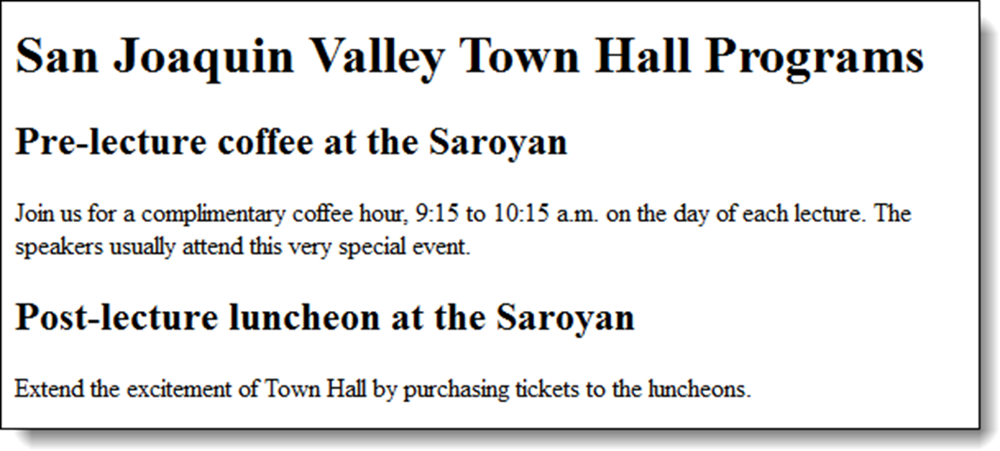 San Joaquin Valley Town Hall Programs
Pre-lecture coffee at the Saroyan
Join us for a complimentary coffee hour, 9:15 to 10:15 a.m. on the day of each lecture. The
speakers usually attend this very special event.
Post-lecture luncheon at the Saroyan
Extend the excitement of Town Hall by purchasing tickets to the luncheons.